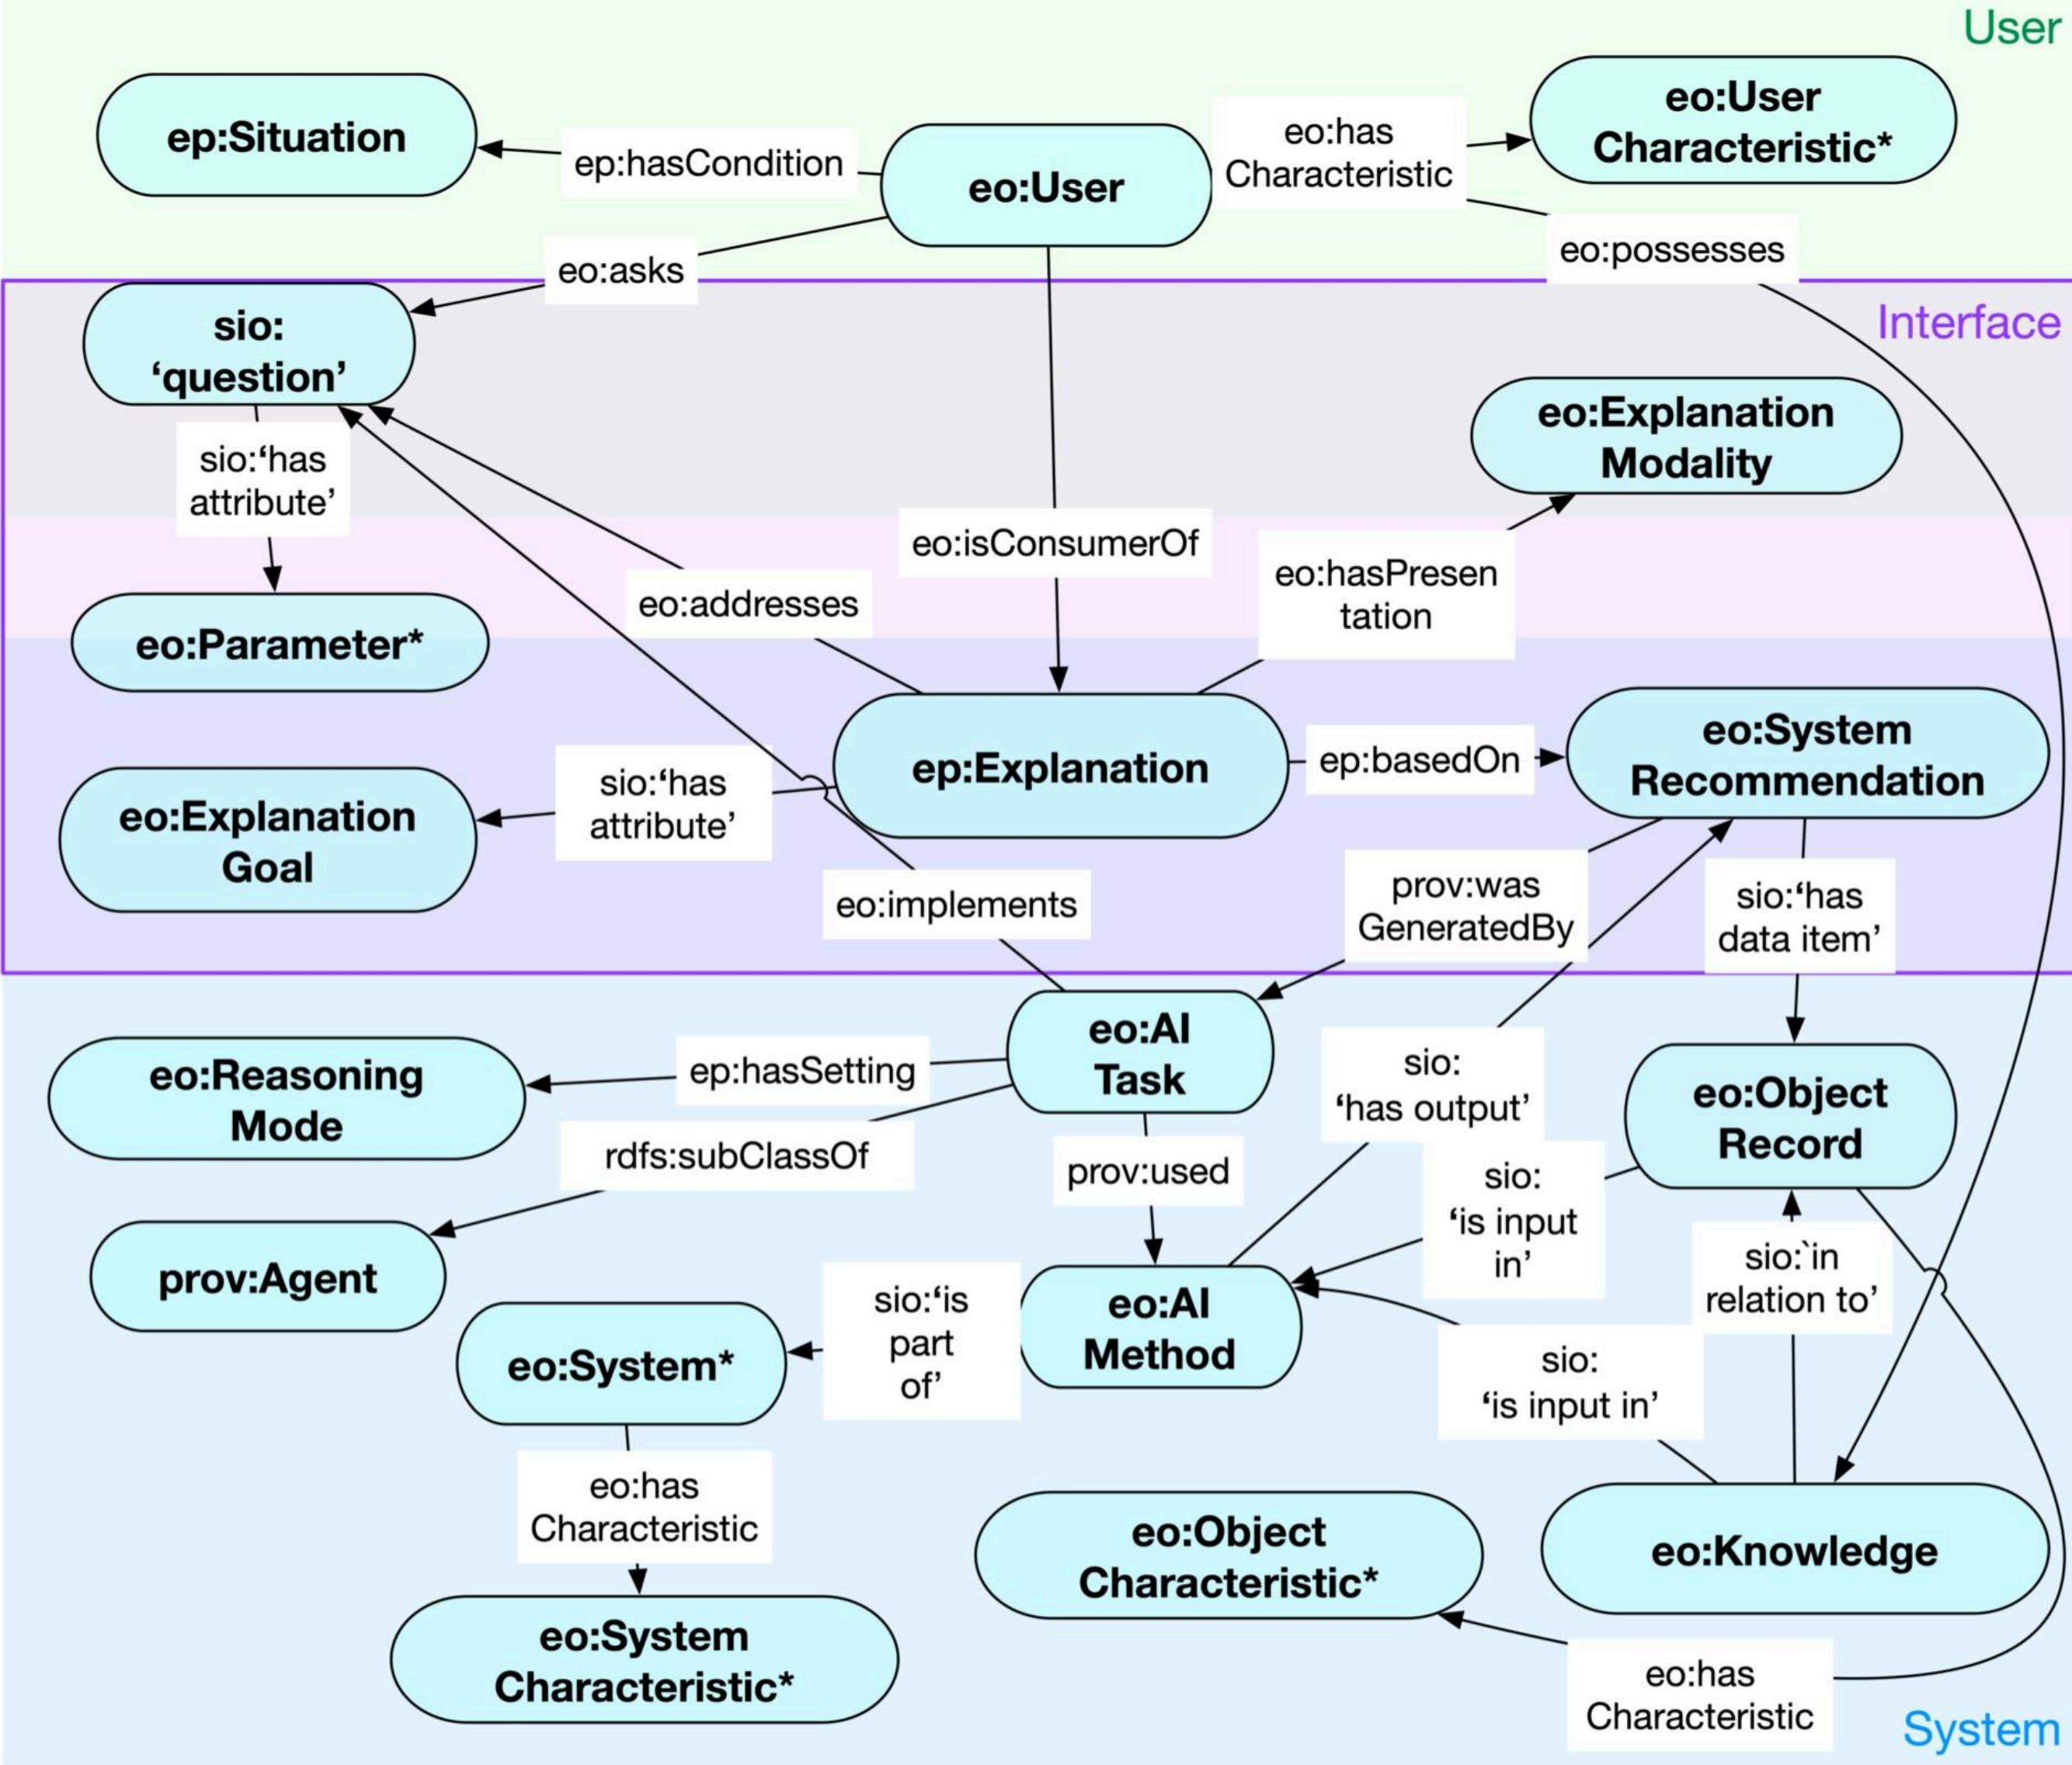 User
ep:Situation
ep:hasCondition
eo:User
eo:has
Characteristic
eo:User
Characteristic*
eo:asks
eo:possesses
Interface
sio:
‘question’
sio:‘has
attribute’
eo:Explanation
Modality
eo:isConsumerOf
eo:hasPresen
tation
eo:addresses
eo:Parameter*
ep:Explanation
ep:basedOn
eo:System
Recommendation
sio:‘has
attribute’
eo:Explanation
Goal
eo:implements
prov:was
GeneratedBy
sio:‘has
data item’
eo:AI
Task
eo:Reasoning
Mode
ep:hasSetting
sio:
‘has output’
eo:Object
Record
rdfs:subClassOf
prov:used
sio:
‘is input
in’
prov:Agent
sio:`in
relation to’
sio:‘is
part
of’
eo:AI
Method
eo:System*
sio:
‘is input in’
eo:has
Characteristic
eo:Object
Characteristic*
eo:Knowledge
eo:System
Characteristic*
eo:has
Characteristic
System